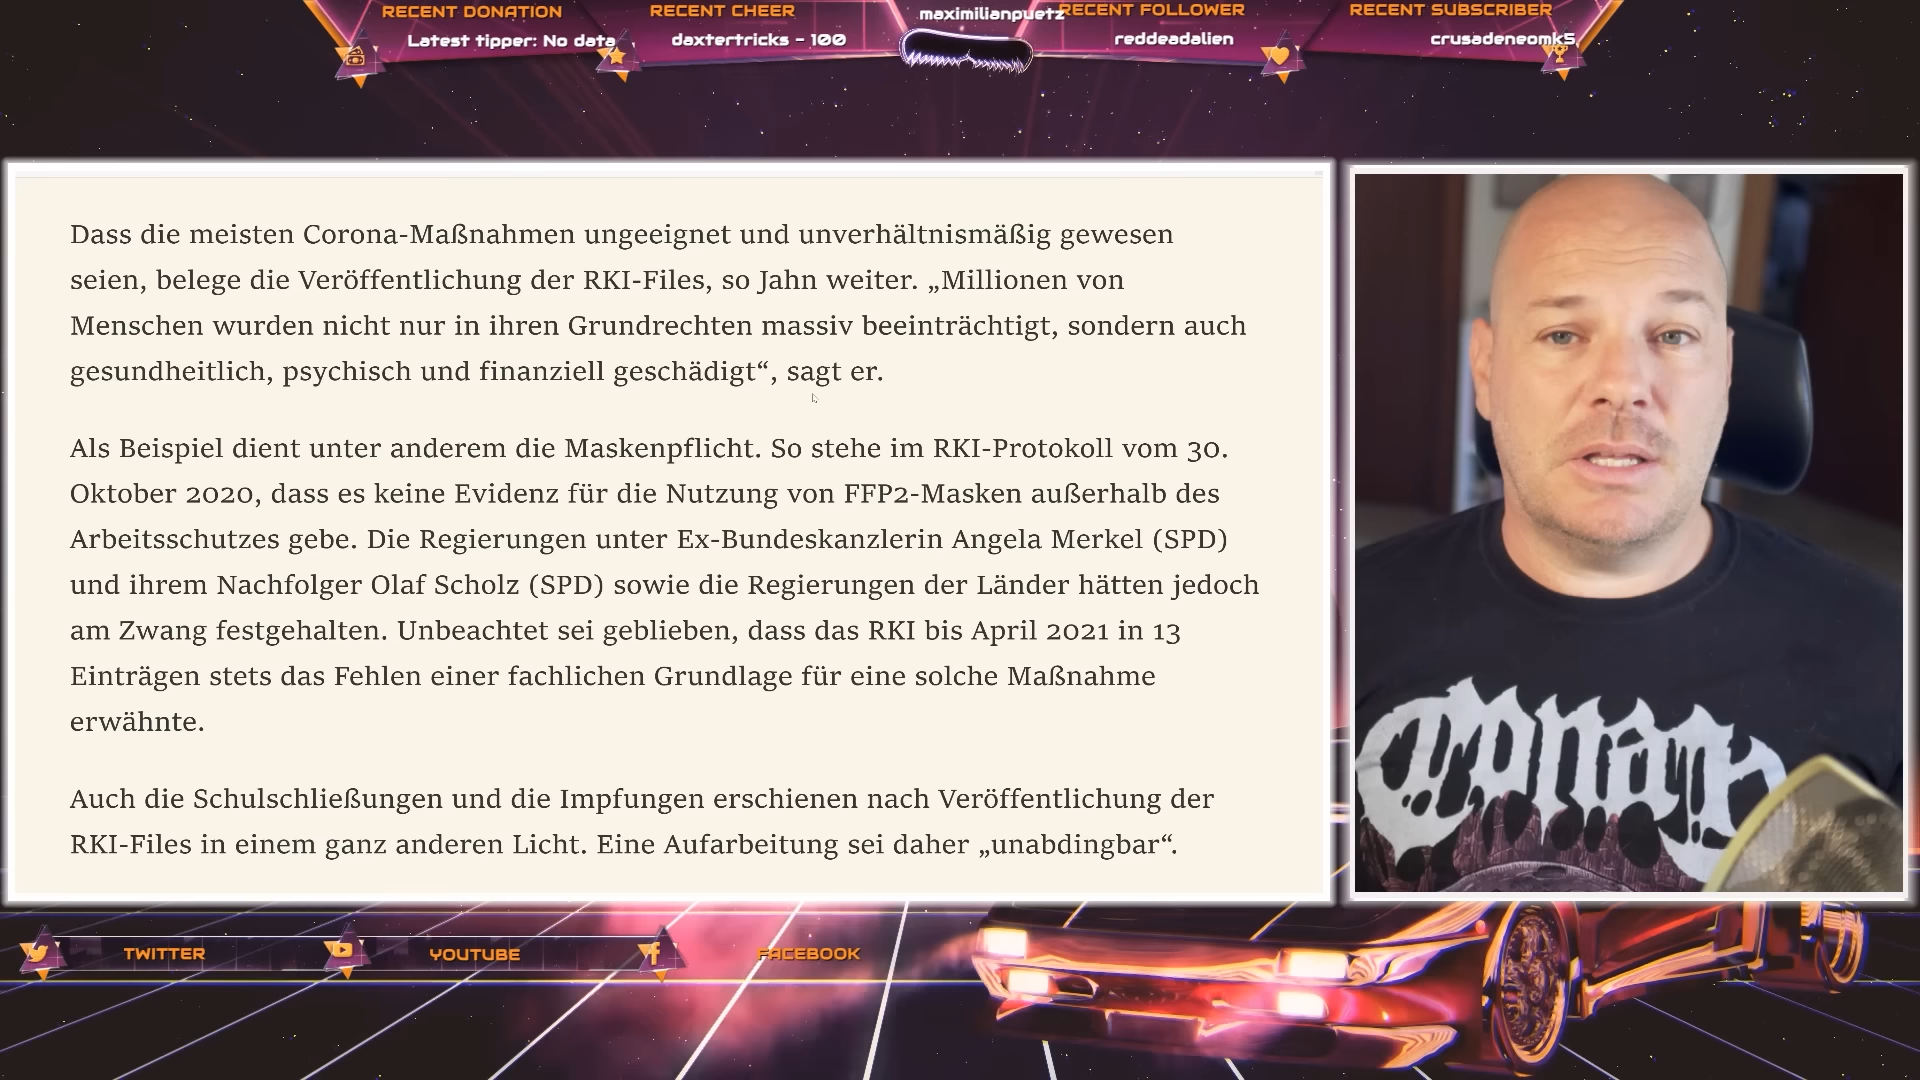 RECENT DONATION
Latest tipper: No data
RECENT CHEER
daxtertricks - 100
maximilianpuetz
RECENT FOLLOWER
reddeadalien
RECENT SUBSCRIBER
crusadeneomk5
Dass die meisten Corona-Maßnahmen ungeeignet und unverhältnismäßig gewesen
seien, belege die Veröffentlichung der RKI-Files, so Jahn weiter. „Millionen von
Menschen wurden nicht nur in ihren Grundrechten massiv beeinträchtigt, sondern auch
gesundheitlich, psychisch und finanziell geschädigt“, sagt er.
Als Beispiel dient unter anderem die Maskenpflicht. So stehe im RKI-Protokoll vom 30.
Oktober 2020, dass es keine Evidenz für die Nutzung von FFP2-Masken außerhalb des
Arbeitsschutzes gebe. Die Regierungen unter Ex-Bundeskanzlerin Angela Merkel (SPD)
und ihrem Nachfolger Olaf Scholz (SPD) sowie die Regierungen der Länder hätten jedoch
am Zwang festgehalten. Unbeachtet sei geblieben, dass das RKI bis April 2021 in 13
Einträgen stets das Fehlen einer fachlichen Grundlage für eine solche Maßnahme
erwähnte.
Auch die Schulschließungen und die Impfungen erschienen nach Veröffentlichung der
RKI-Files in einem ganz anderen Licht. Eine Aufarbeitung sei daher „unabdingbar“.
Conan
TWITTER
YOUTUBE
FACEBOOK